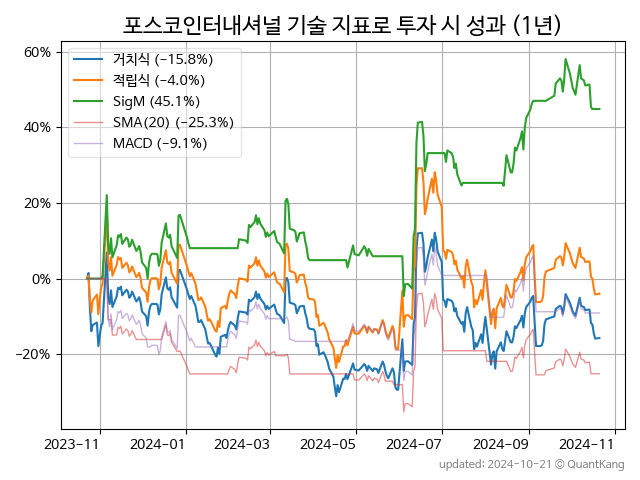 포스코인터내셔널 기술 지표로 투자 시 성과 (1년)
60%
40%
20%
0%
−20%
거치식 (−15.8%)
적립식 (−4.0%)
SigM (45.1%)
SMA(20) (−25.3%)
MACD (−9.1%)
2023-11 2024-01 2024-03 2024-05 2024-07 2024-09 2024-11
updated: 2024-10-21 © QuantKang